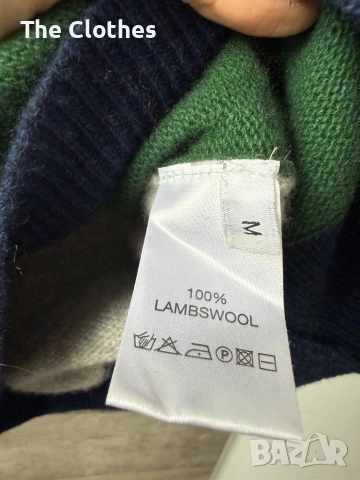 The Clothes
M
100%
LAMBSWOOL
P
BAZAR